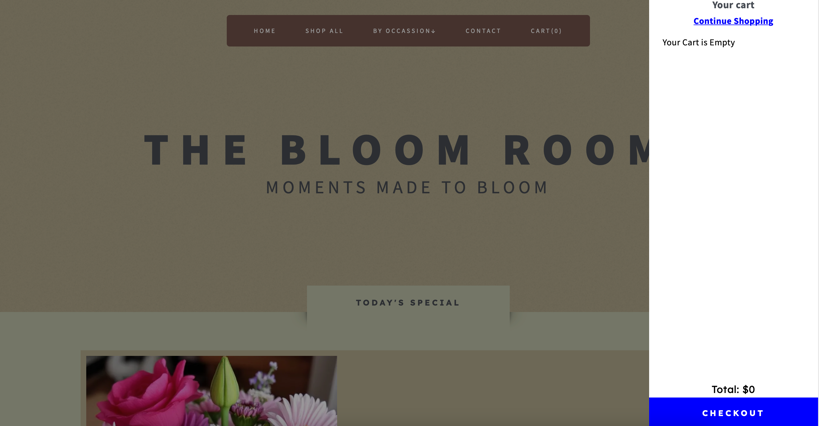 HOME SHOP ALL BY OCCASION CONTACT CART(0)
THE BLOOM ROOM
MOMENTS MADE TO BLOOM
TODAY'S SPECIAL
Your cart
Continue Shopping
Your Cart is Empty
Total: $0
CHECKOUT